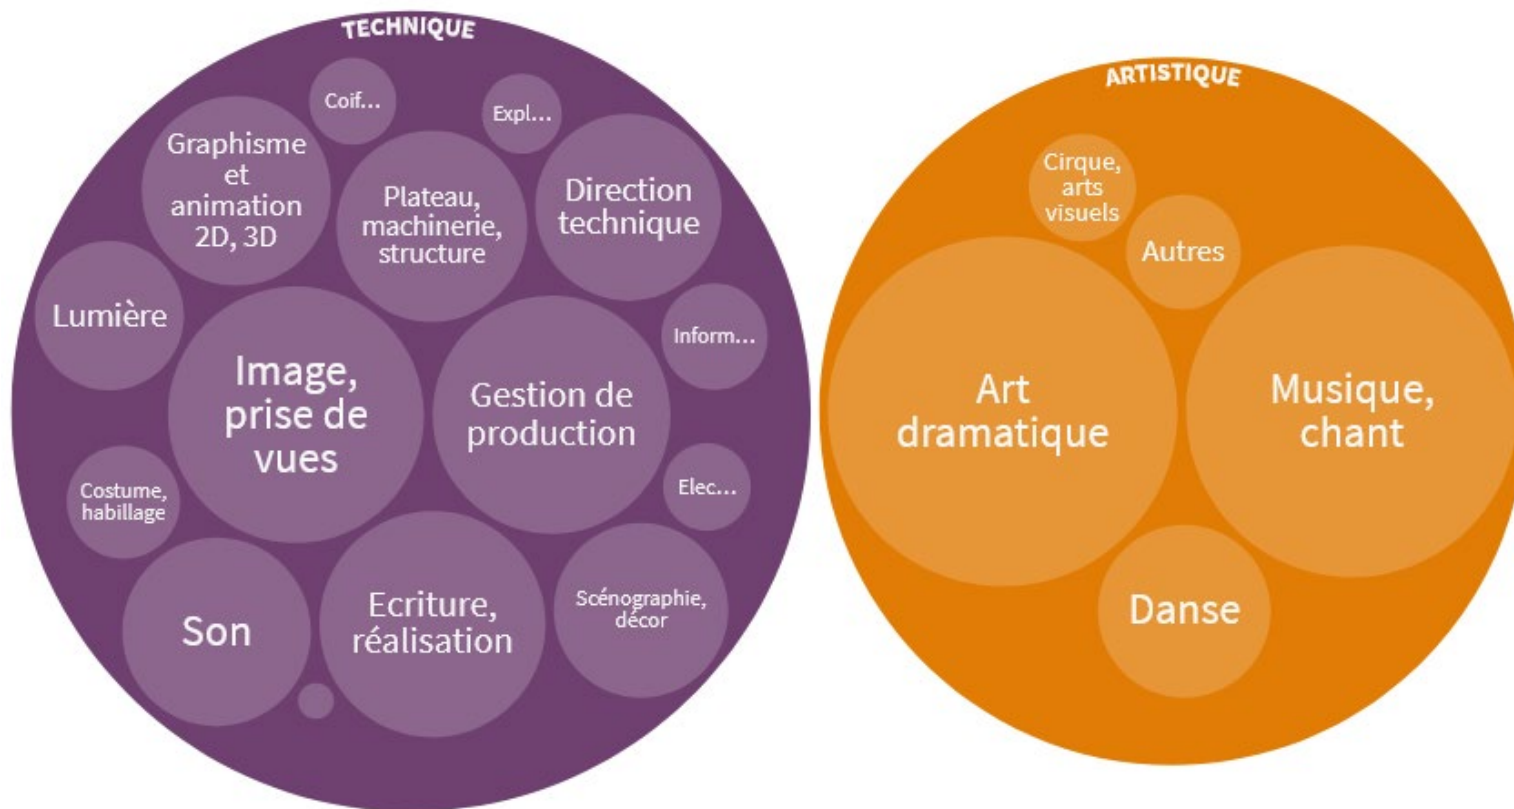 TECHNIQUE
Coif...
Expl...
Graphisme
et
animation
2D, 3D
Plateau,
machinerie,
structure
Direction
technique
Lumière
Inform...
Image,
prise de
vues
Gestion de
production
Costume,
habillage
Elec...
Son
Ecriture,
réalisation
Scénographie,
décor
ARTISTIQUE
Cirque,
arts
visuels
Autres
Art
dramatique
Musique,
chant
Danse